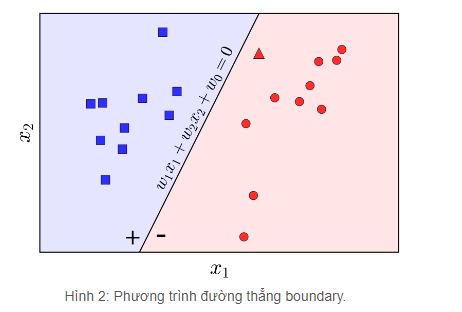 x₂
w₁x₁ + w₂x₂ + w₀ = 0
+ -
x₁
Hình 2: Phương trình đường thẳng boundary.